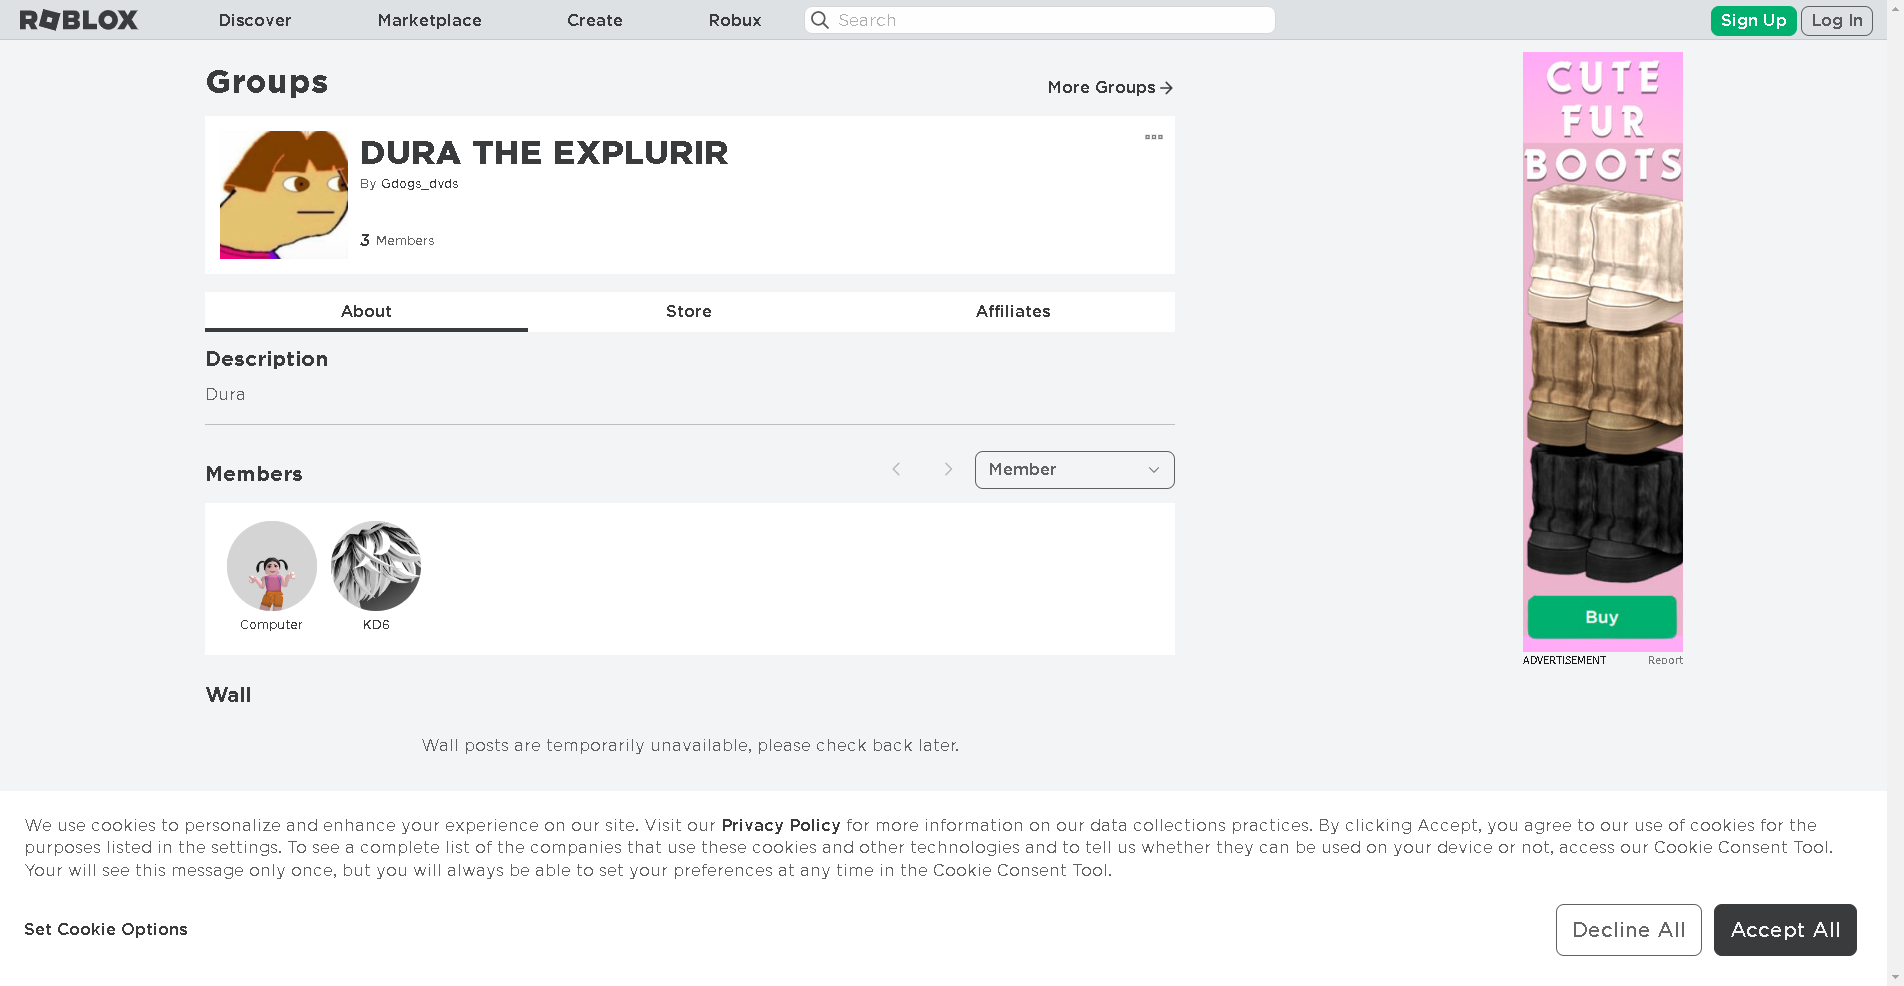 ROBLOX
Discover
Marketplace
Create
Robux
Search
Sign Up
Log In
Groups
More Groups
DURA THE EXPLURIR
By Gdogs_dvds
3 Members
About
Store
Affiliates
Description
Dura
Members
Member
Computer
KD6
Wall
Wall posts are temporarily unavailable, please check back later.
CUTE
FUR
BOOTS
Buy
ADVERTISEMENT
Report
We use cookies to personalize and enhance your experience on our site. Visit our Privacy Policy for more information on our data collections practices. By clicking Accept, you agree to our use of cookies for the
purposes listed in the settings. To see a complete list of the companies that use these cookies and other technologies and to tell us whether they can be used on your device or not, access our Cookie Consent Tool.
Your will see this message only once, but you will always be able to set your preferences at any time in the Cookie Consent Tool.
Set Cookie Options
Decline All
Accept All